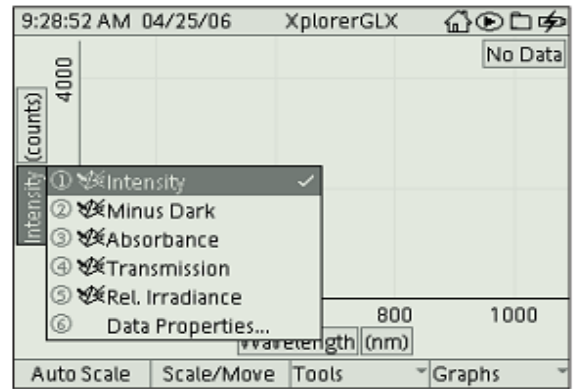 9:28:52 AM 04/25/06 XplorerGLX
No Data
4000
Intensity (counts)
① Intensity ✓
② Minus Dark
③ Absorbance
④ Transmission
⑤ Rel. Irradiance
⑥ Data Properties...
800 1000
Wavelength (nm)
Auto Scale Scale/Move Tools Graphs